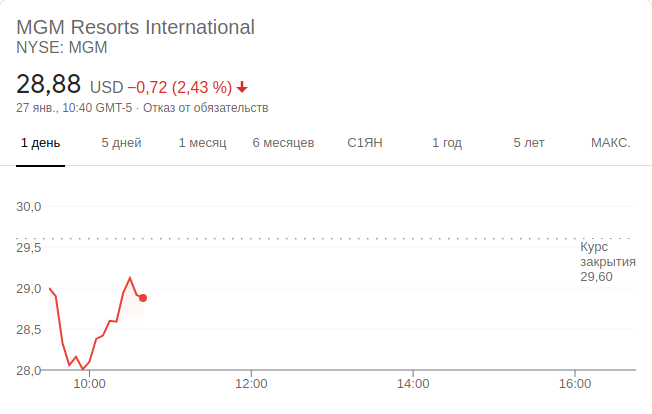 MGM Resorts International
NYSE: MGM
28,88 USD −0,72 (2,43 %)
27 янв., 10:40 GMT-5 · Отказ от обязательств
1 день 5 дней 1 месяц 6 месяцев С1ЯН 1 год 5 лет МАКС.
30,0
29,5
Курс
закрытия
29,60
29,0
28,5
28,0
10:00 12:00 14:00 16:00